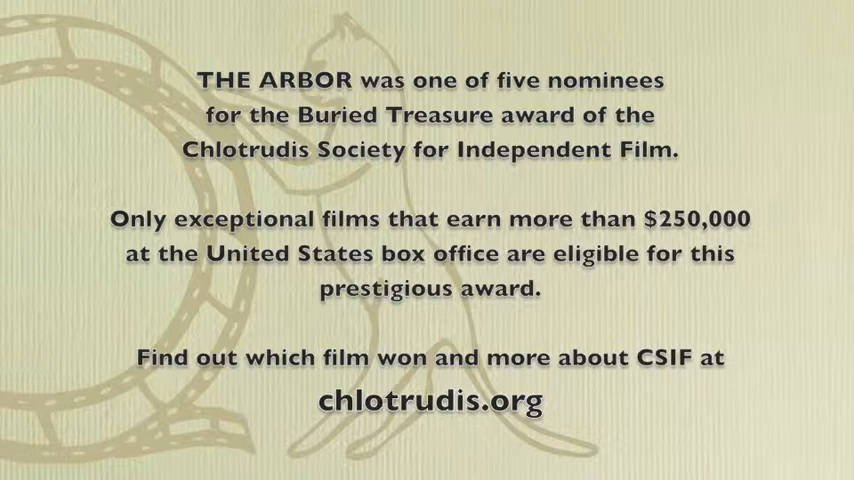 THE ARBOR was one of five nominees
for the Buried Treasure award of the
Chlotrudis Society for Independent Film.
Only exceptional films that earn more than $250,000
at the United States box office are eligible for this
prestigious award.
Find out which film won and more about CSIF at
chlotrudis.org